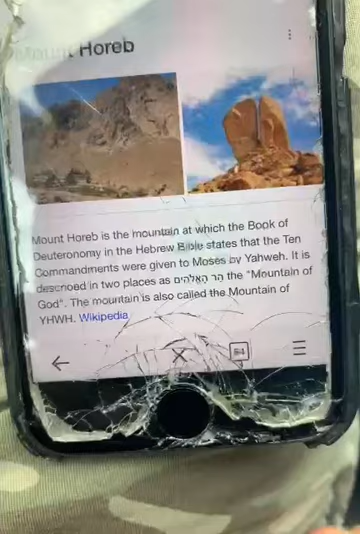 Mount Horeb
Mount Horeb is the mountain at which the Book of
Deuteronomy in the Hebrew Bible states that the Ten
Commandments were given to Moses by Yahweh. It is
described in two places as הַר הָאֱלֹהִים the "Mountain of
God". The mountain is also called the Mountain of
YHWH. Wikipedia